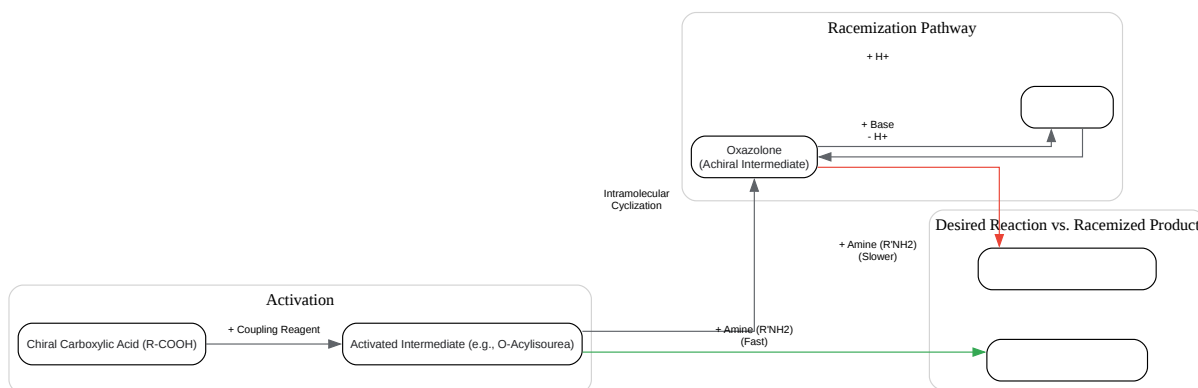 Racemization Pathway
+ H+
+ Base
- H+
Oxazolone
(Achiral Intermediate)
Intramolecular
Cyclization
Desired Reaction vs. Racemized Product
+ Amine (R'NH2)
(Slower)
Activation
Chiral Carboxylic Acid (R-COOH)
+ Coupling Reagent
Activated Intermediate (e.g., O-Acylisourea)
+ Amine (R'NH2)
(Fast)